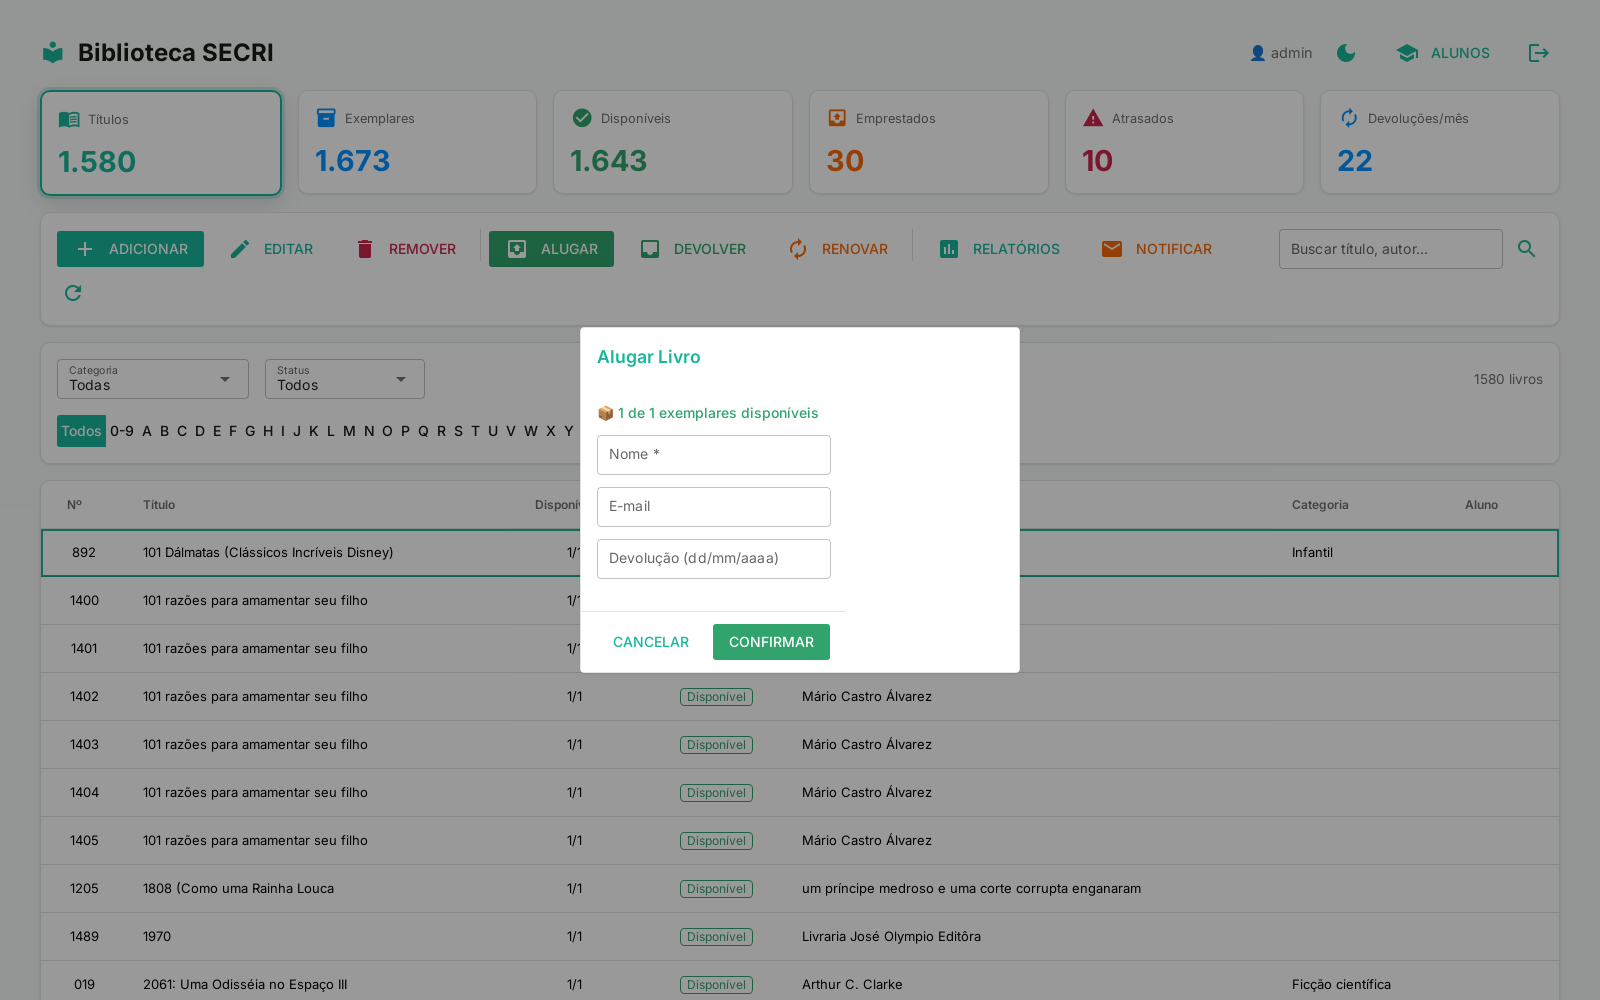 Biblioteca SECRI
admin
ALUNOS
Títulos
1.580
Exemplares
1.673
Disponíveis
1.643
Emprestados
30
Atrasados
10
Devoluções/mês
22
ADICIONAR
EDITAR
REMOVER
ALUGAR
DEVOLVER
RENOVAR
RELATÓRIOS
NOTIFICAR
Buscar título, autor...
Categoria
Todas
Status
Todos
1580 livros
Todos 0-9 A B C D E F G H I J K L M N O P Q R S T U V W X Y
Alugar Livro
1 de 1 exemplares disponíveis
Nome *
E-mail
Devolução (dd/mm/aaaa)
CANCELAR
CONFIRMAR
Nº Título Categoria Aluno
892 101 Dálmatas (Clássicos Incríveis Disney) 1/1 Infantil
1400 101 razões para amamentar seu filho 1/1
1401 101 razões para amamentar seu filho 1/1
1402 101 razões para amamentar seu filho 1/1 Disponível Mário Castro Álvarez
1403 101 razões para amamentar seu filho 1/1 Disponível Mário Castro Álvarez
1404 101 razões para amamentar seu filho 1/1 Disponível Mário Castro Álvarez
1405 101 razões para amamentar seu filho 1/1 Disponível Mário Castro Álvarez
1205 1808 (Como uma Rainha Louca 1/1 Disponível um príncipe medroso e uma corte corrupta enganaram
1489 1970 1/1 Disponível Livraria José Olympio Editôra
019 2061: Uma Odisséia no Espaço III 1/1 Disponível Arthur C. Clarke Ficção científica